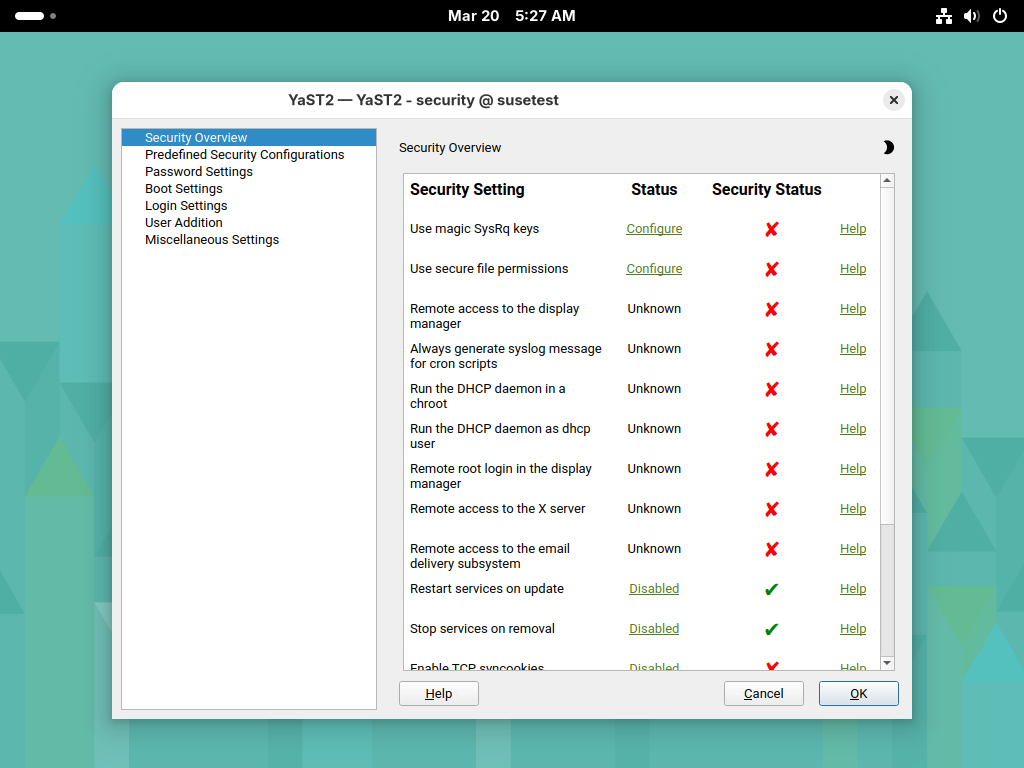 Mar 20 5:27 AM
YaST2 — YaST2 - security @ susetest
Security Overview
Predefined Security Configurations
Password Settings
Boot Settings
Login Settings
User Addition
Miscellaneous Settings
Security Overview
Security Setting Status Security Status
Use magic SysRq keys Configure Help
Use secure file permissions Configure Help
Remote access to the display Unknown Help
manager
Always generate syslog message Unknown Help
for cron scripts
Run the DHCP daemon in a Unknown Help
chroot
Run the DHCP daemon as dhcp Unknown Help
user
Remote root login in the display Unknown Help
manager
Remote access to the X server Unknown Help
Remote access to the email Unknown Help
delivery subsystem
Restart services on update Disabled Help
Stop services on removal Disabled Help
Enable TCP syncookies Disabled Help
Help Cancel OK